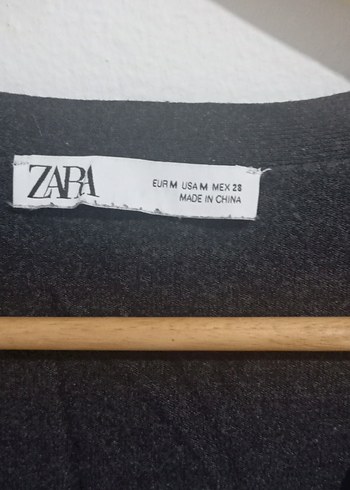 ZARA
EUR M USA M MEX 28
MADE IN CHINA